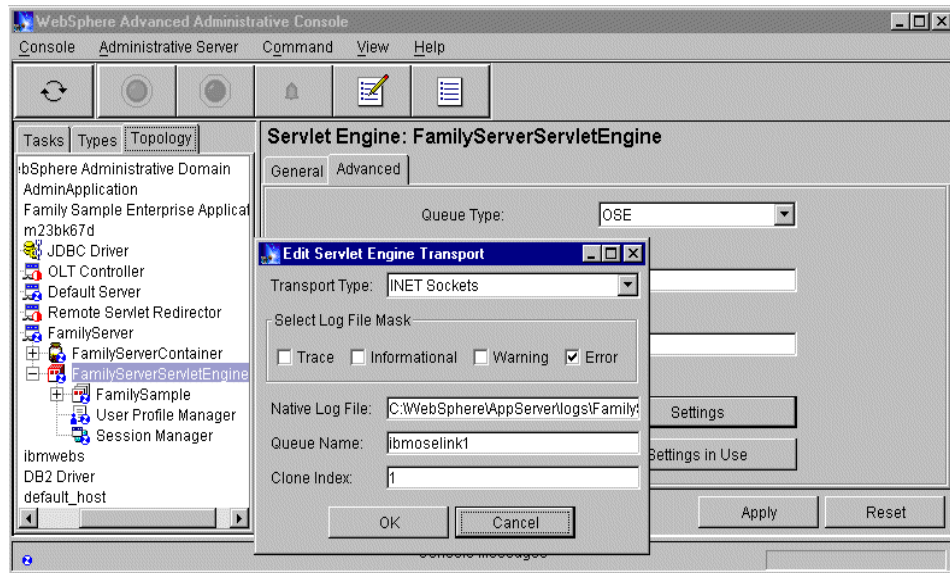 WebSphere Advanced Administrative Console
Console Administrative Server Command View Help
Tasks Types Topology
bSphere Administrative Domain
AdminApplication
Family Sample Enterprise Applicat
m23bk67d
JDBC Driver
OLT Controller
Default Server
Remote Servlet Redirector
FamilyServer
FamilyServerContainer
FamilyServerServletEngine
FamilySample
User Profile Manager
Session Manager
ibmwebs
DB2 Driver
default_host
Servlet Engine: FamilyServerServletEngine
General Advanced
Queue Type: OSE
Settings
Settings in Use
Edit Servlet Engine Transport
Transport Type: INET Sockets
Select Log File Mask
Trace Informational Warning Error
Native Log File: C:\WebSphere\AppServer\logs\Family
Queue Name: ibmoselink1
Clone Index: 1
OK Cancel
Apply Reset
Console Messages